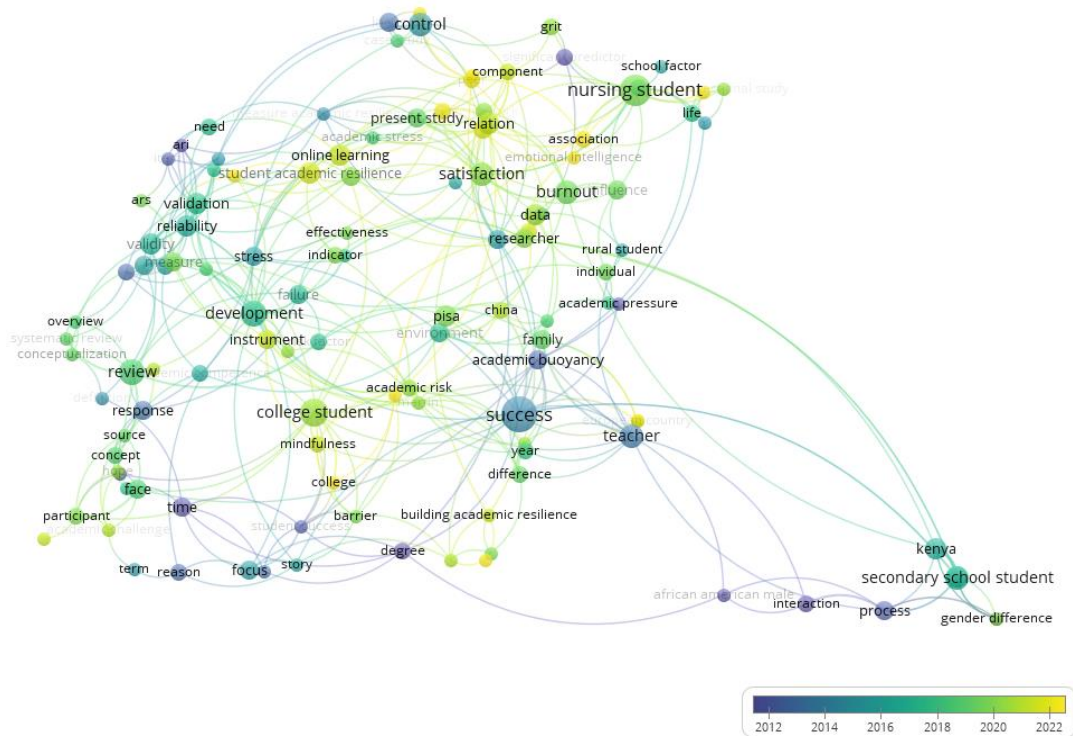 control
grit
significant predictor
component
school factor
nursing student
life
need
present study
relation
association
academic stress
ari
online learning
emotional intelligence
student academic resilience
satisfaction
burnout
influence
ars
validation
data
reliability
effectiveness
researcher
validity
rural student
stress
indicator
measure
individual
failure
academic pressure
development
pisa
china
overview
environment
systematic review
instrument
family
conceptualization
academic buoyancy
review
academic risk
response
college student
success
source
mindfulness
teacher
year
concept
hope
difference
college
face
time
participant
barrier
building academic resilience
academic challenge
student success
degree
kenya
term
reason
focus
story
secondary school student
african american male
interaction
process
gender difference
2012
2014
2016
2018
2020
2022